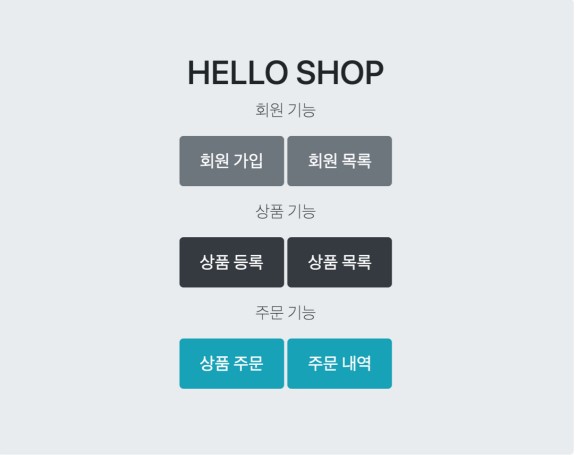 HELLO SHOP
회원 기능
회원 가입 회원 목록
상품 기능
상품 등록 상품 목록
주문 기능
상품 주문 주문 내역